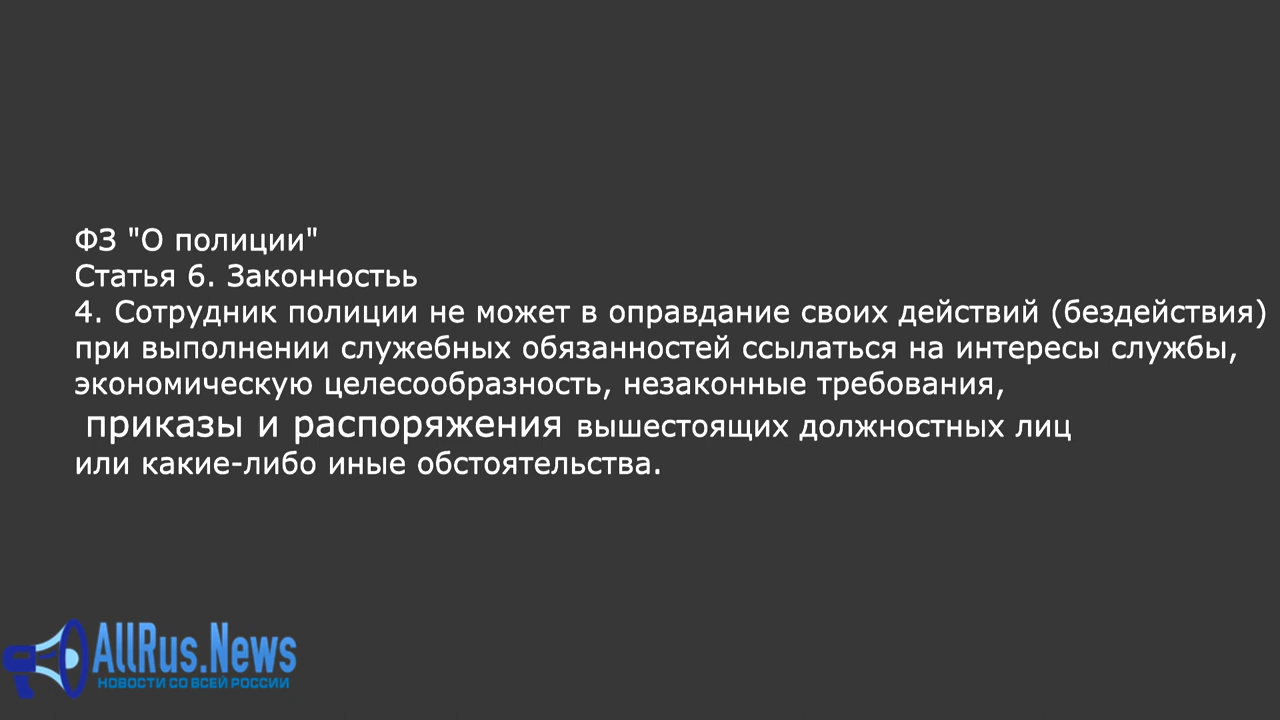 ФЗ "О полиции"
Статья 6. Законностьь
4. Сотрудник полиции не может в оправдание своих действий (бездействия)
при выполнении служебных обязанностей ссылаться на интересы службы,
экономическую целесообразность, незаконные требования,
приказы и распоряжения вышестоящих должностных лиц
или какие-либо иные обстоятельства.
AllRus.News
НОВОСТИ СО ВСЕЙ РОССИИ